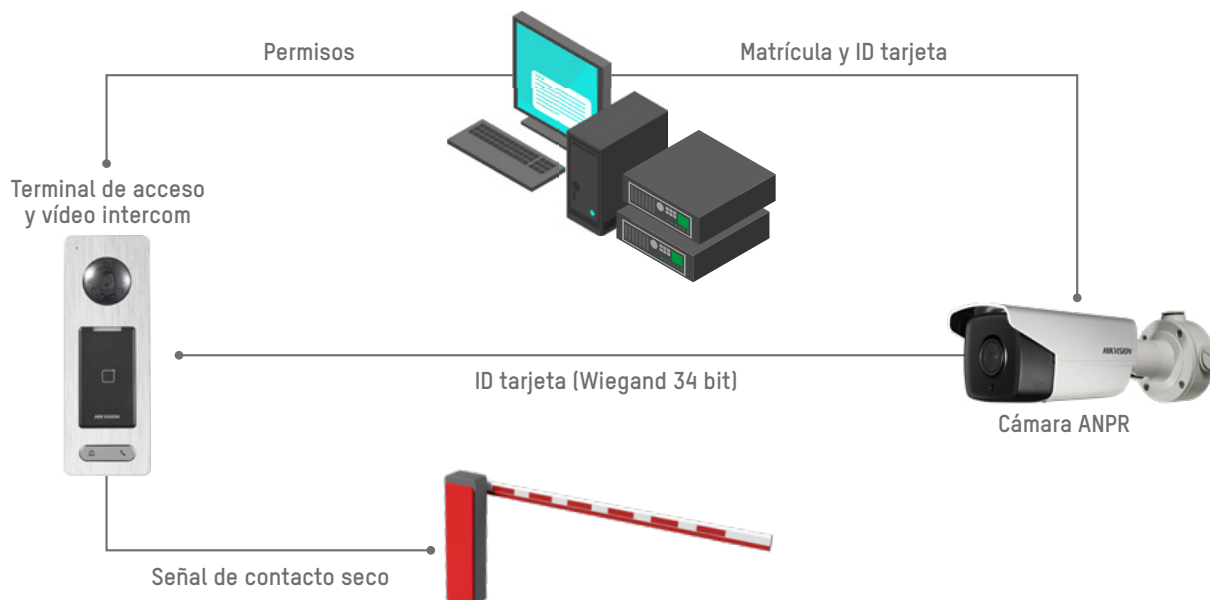 Permisos
Matrícula y ID tarjeta
Terminal de acceso
y vídeo intercom
HIKVISION
HIKVISION
ID tarjeta (Wiegand 34 bit)
Cámara ANPR
Señal de contacto seco